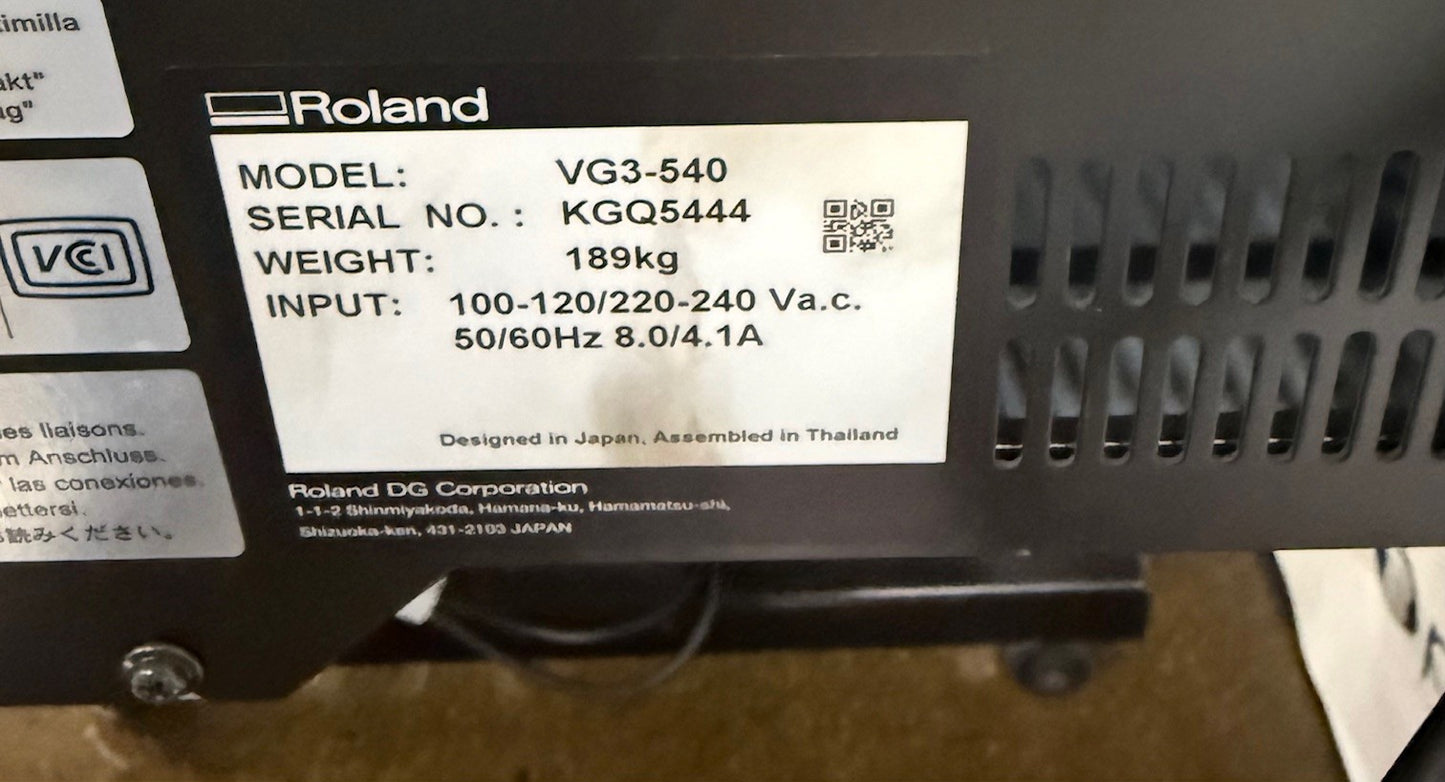 timilla
akt"
ug"
VCCI
es liaisons.
m Anschluss.
las conexiones.
ettersi.
読みください。
Roland
MODEL: VG3-540
SERIAL NO. : KGQ5444
WEIGHT: 189kg
INPUT: 100-120/220-240 Va.c.
50/60Hz 8.0/4.1A
Designed in Japan, Assembled in Thailand
Roland DG Corporation
1-1-2 Shinmiyakoda, Hamana-ku, Hamamatsu-shi,
Shizuoka-ken, 431-2103 JAPAN